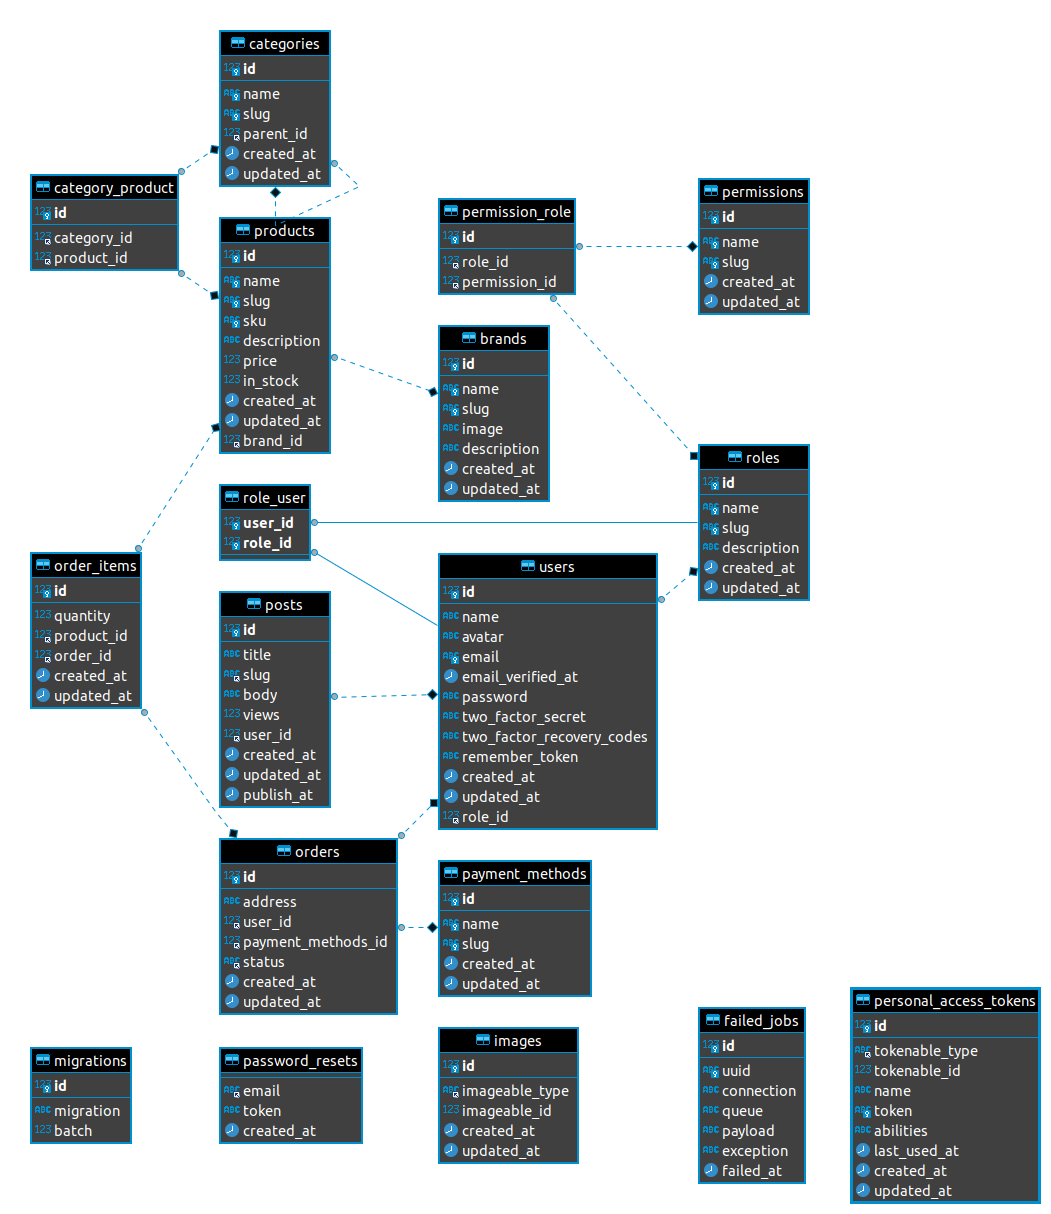 categories
id
name
slug
parent_id
created_at
updated_at
category_product
id
category_id
product_id
products
id
name
slug
sku
description
price
in_stock
created_at
updated_at
brand_id
permission_role
id
role_id
permission_id
permissions
id
name
slug
created_at
updated_at
brands
id
name
slug
image
description
created_at
updated_at
roles
id
name
slug
description
created_at
updated_at
role_user
user_id
role_id
order_items
id
quantity
product_id
order_id
created_at
updated_at
posts
id
title
slug
body
views
user_id
created_at
updated_at
publish_at
users
id
name
avatar
email
email_verified_at
password
two_factor_secret
two_factor_recovery_codes
remember_token
created_at
updated_at
role_id
orders
id
address
user_id
payment_methods_id
status
created_at
updated_at
payment_methods
id
name
slug
created_at
updated_at
migrations
id
migration
batch
password_resets
email
token
created_at
images
id
imageable_type
imageable_id
created_at
updated_at
failed_jobs
id
uuid
connection
queue
payload
exception
failed_at
personal_access_tokens
id
tokenable_type
tokenable_id
name
token
abilities
last_used_at
created_at
updated_at